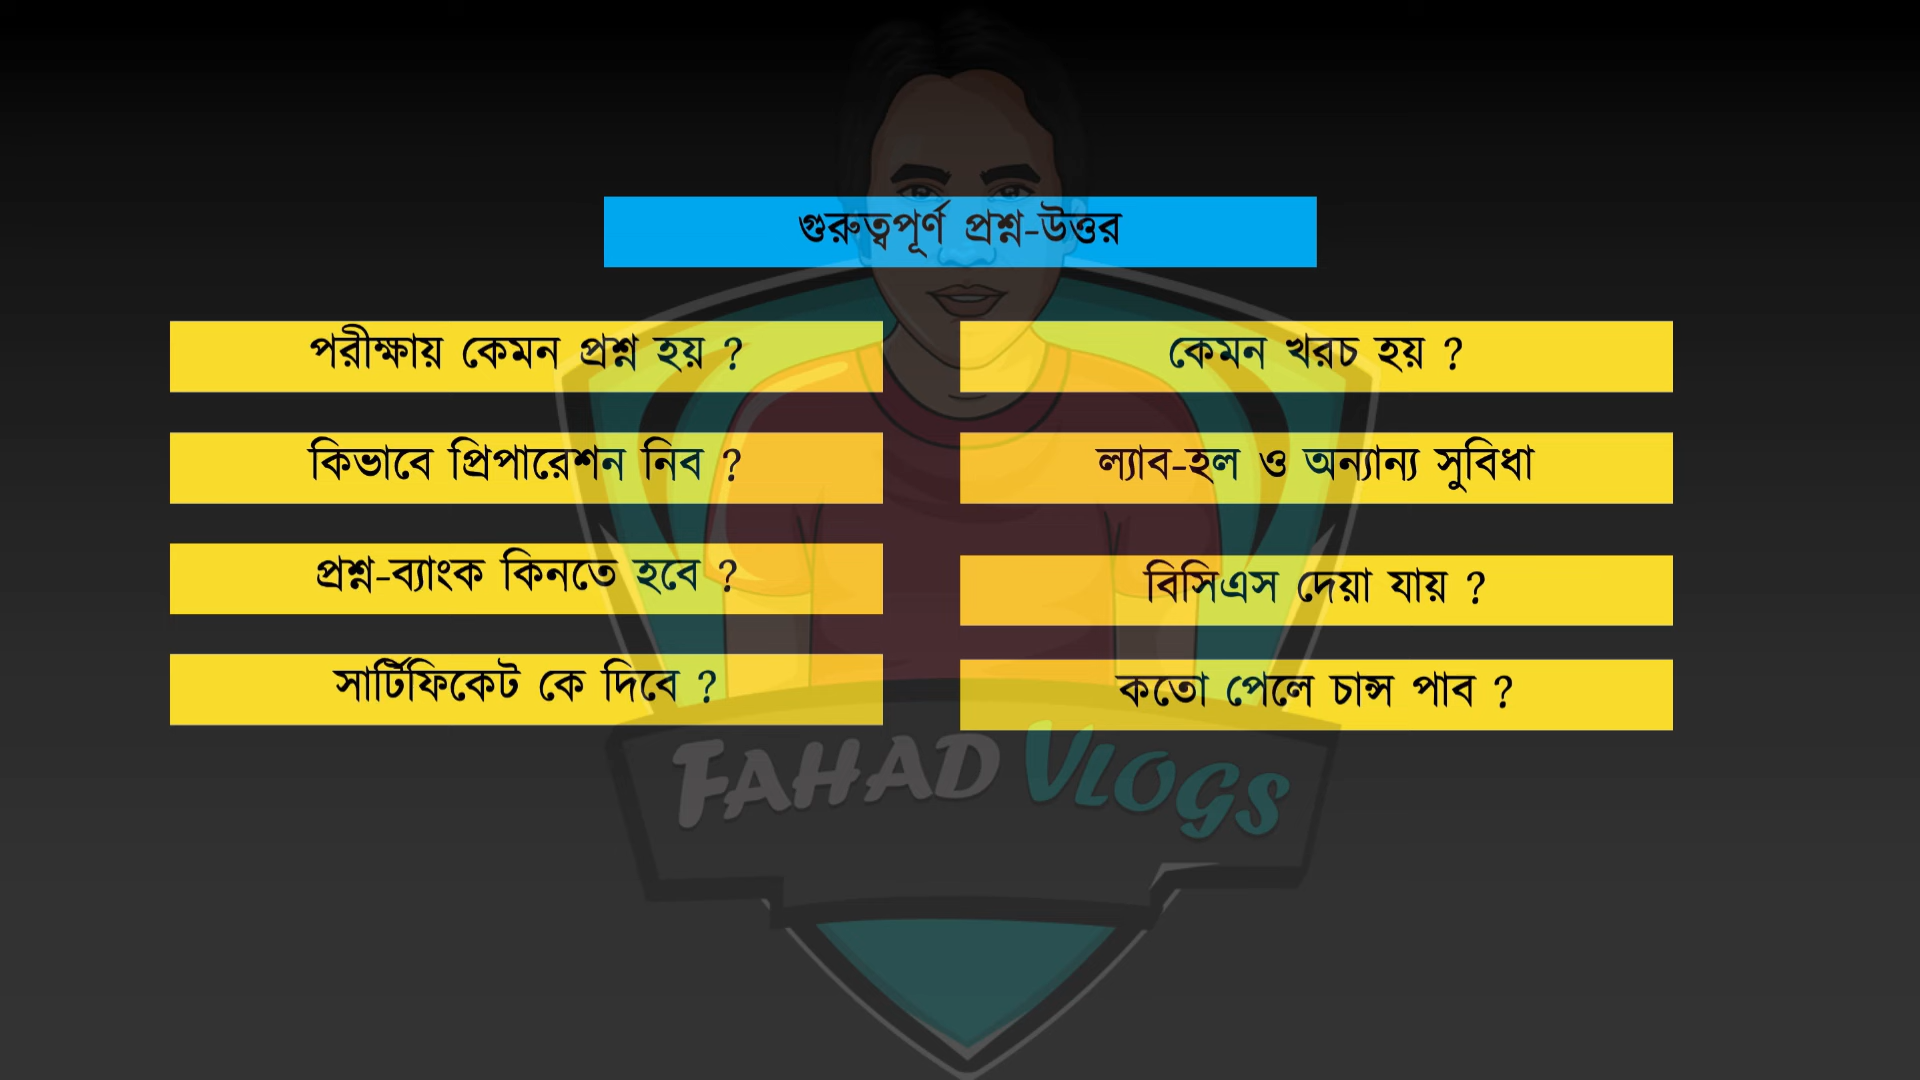 গুরুত্বপূর্ণ প্রশ্ন-উত্তর
পরীক্ষায় কেমন প্রশ্ন হয় ?
কিভাবে প্রিপারেশন নিব ?
প্রশ্ন-ব্যাংক কিনতে হবে ?
সার্টিফিকেট কে দিবে ?
কেমন খরচ হয় ?
ল্যাব-হল ও অন্যান্য সুবিধা
বিসিএস দেয়া যায় ?
কতো পেলে চান্স পাব ?
FAHAD VLOGS